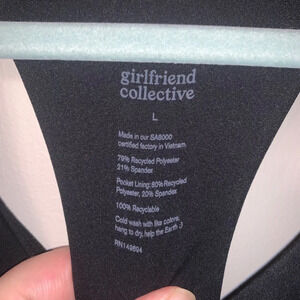 girlfriend
collective
L
Made in our SA8000
certified factory in Vietnam.
79% Recycled Polyester
21% Spandex
Pocket Lining: 80% Recycled
Polyester, 20% Spandex
100% Recyclable
Cold wash with like colors,
hang to dry, help the Earth :)
RN149694